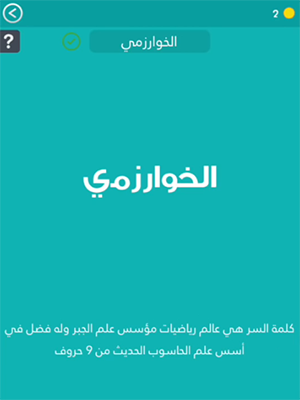 2
?
الخوارزمي
الخوارزمي
كلمة السر هي عالم رياضيات مؤسس علم الجبر وله فضل في
أسس علم الحاسوب الحديث من 9 حروف